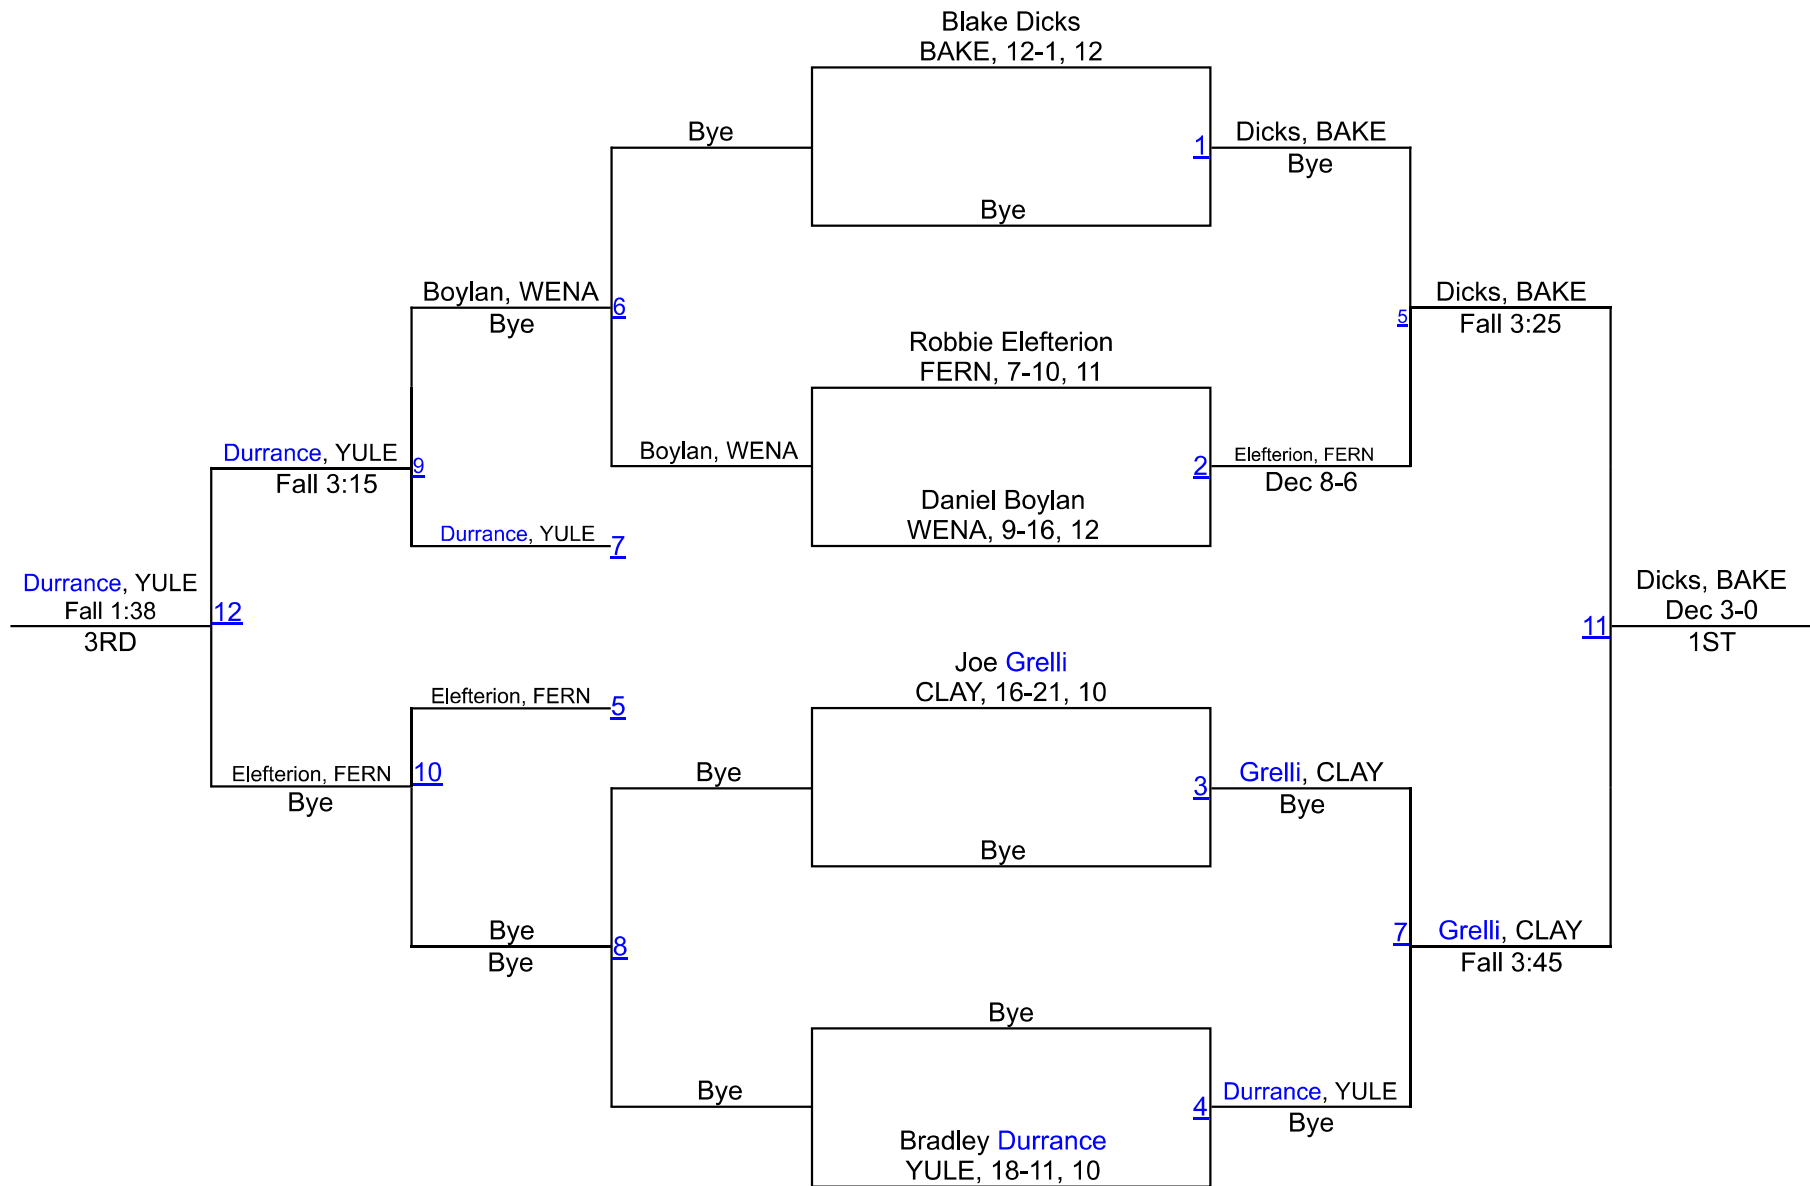 Blake Dicks
BAKE, 12-1, 12
Bye
1
Dicks, BAKE
Bye
Bye
Boylan, WENA
Bye
6
Dicks, BAKE
Fall 3:25
5
Robbie Elefterion
FERN, 7-10, 11
Durrance, YULE
Fall 3:15
9
Boylan, WENA
2
Elefterion, FERN
Dec 8-6
Daniel Boylan
WENA, 9-16, 12
Durrance, YULE
7
Durrance, YULE
Fall 1:38
3RD
12
Dicks, BAKE
Dec 3-0
1ST
11
Joe Grelli
CLAY, 16-21, 10
Elefterion, FERN
5
Elefterion, FERN
Bye
10
Bye
3
Grelli, CLAY
Bye
Bye
Bye
Bye
8
7
Grelli, CLAY
Fall 3:45
Bye
Bye
4
Durrance, YULE
Bye
Bradley Durrance
YULE, 18-11, 10